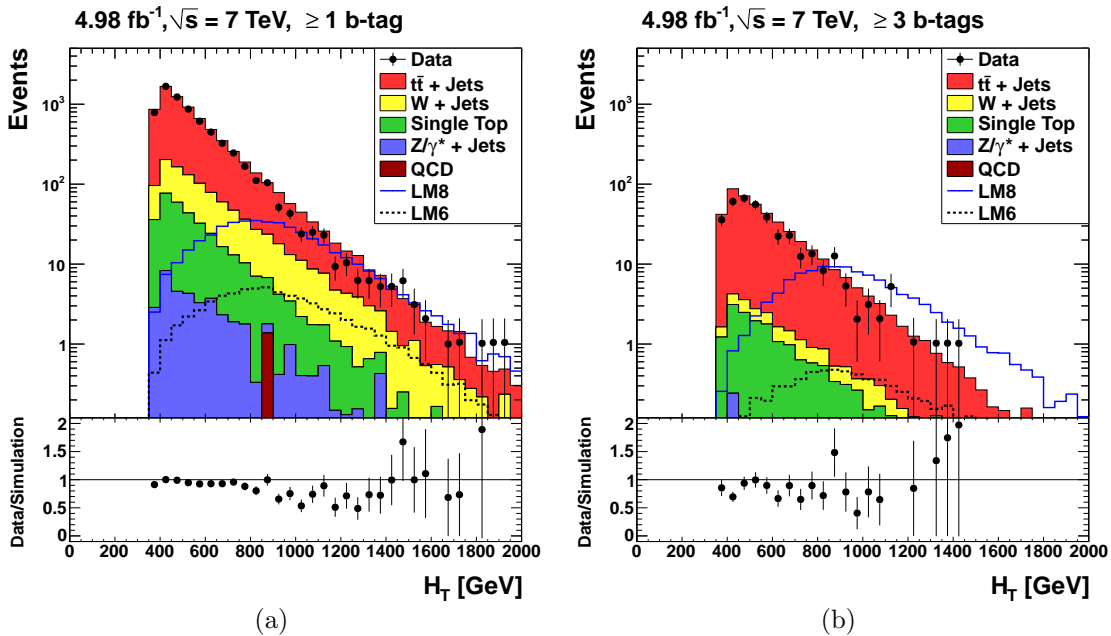 4.98 fb⁻¹,√s = 7 TeV, ≥ 1 b-tag
Events
10³
10²
10
1
Data
tt̄ + Jets
W + Jets
Single Top
Z/γ* + Jets
QCD
LM8
LM6
Data/Simulation
2
1.5
1
0.5
0
0 200 400 600 800 1000 1200 1400 1600 1800 2000
H_T [GeV]
(a)
4.98 fb⁻¹,√s = 7 TeV, ≥ 3 b-tags
Events
10³
10²
10
1
Data
tt̄ + Jets
W + Jets
Single Top
Z/γ* + Jets
QCD
LM8
LM6
Data/Simulation
2
1.5
1
0.5
0
0 200 400 600 800 1000 1200 1400 1600 1800 2000
H_T [GeV]
(b)